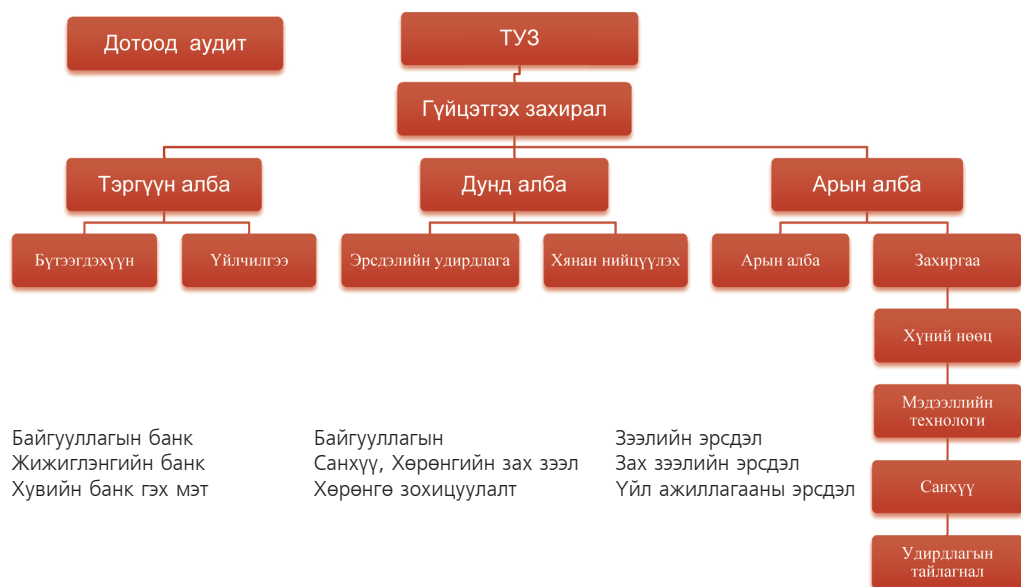 Дотоод аудит
ТУЗ
Гүйцэтгэх захирал
Тэргүүн алба
Дунд алба
Арын алба
Бүтээгдэхүүн
Үйлчилгээ
Эрсдэлийн удирдлага
Хянан нийцүүлэх
Арын алба
Захиргаа
Хүний нөөц
Мэдээллийн
технологи
Санхүү
Удирдлагын
тайлагнал
Байгууллагын банк
Жижиглэнгийн банк
Хувийн банк гэх мэт
Байгууллагын
Санхүү, Хөрөнгийн зах зээл
Хөрөнгө зохицуулалт
Зээлийн эрсдэл
Зах зээлийн эрсдэл
Үйл ажиллагааны эрсдэл